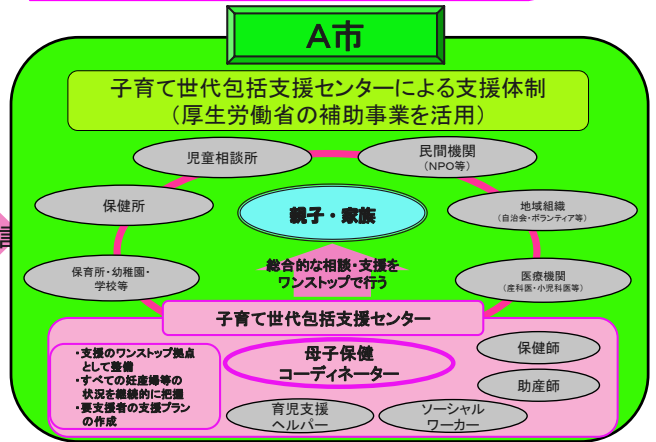 A市
子育て世代包括支援センターによる支援体制
(厚生労働省の補助事業を活用)
児童相談所
民間機関
(NPO等)
保健所
親子・家族
地域組織
(自治会・ボランティア等)
言
保育所・幼稚園・
学校等
総合的な相談・支援を
ワンストップで行う
医療機関
(産科医・小児科医等)
子育て世代包括支援センター
・支援のワンストップ拠点
として整備
・すべての妊産婦等の
状況を継続的に把握
・要支援者の支援プラン
の作成
母子保健
コーディネーター
保健師
助産師
育児支援
ヘルパー
ソーシャル
ワーカー